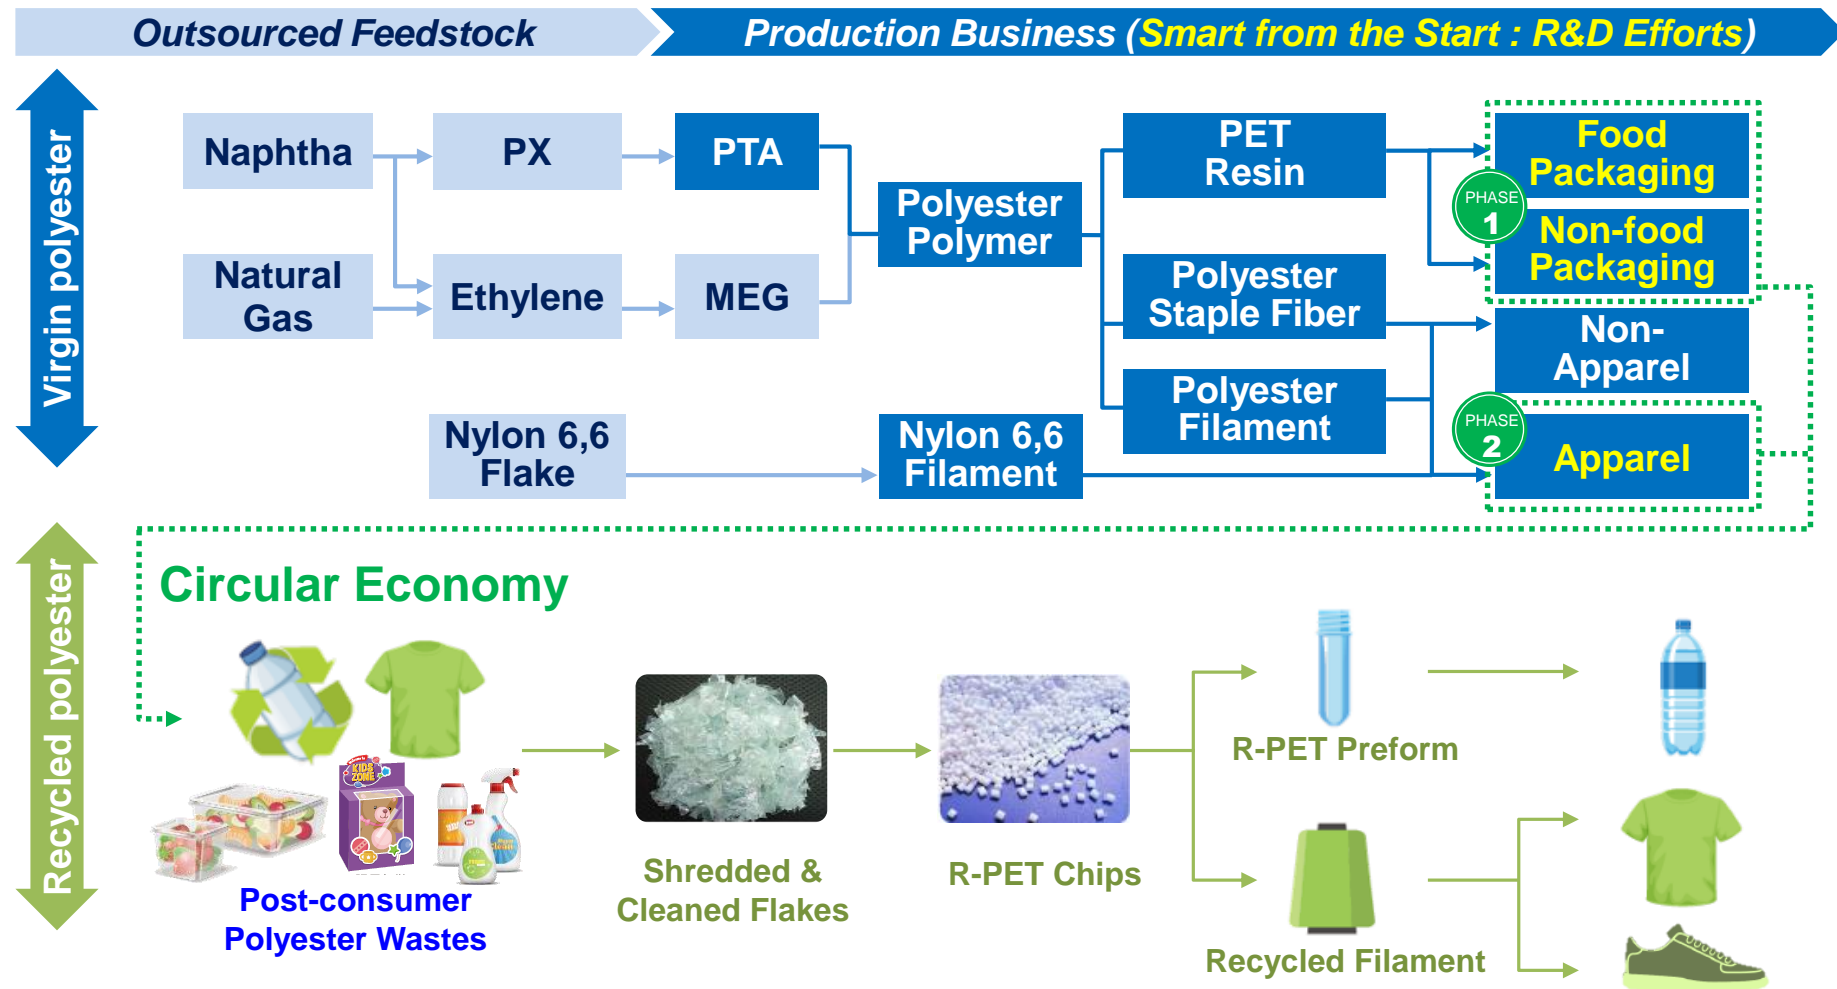 Outsourced Feedstock
Production Business (Smart from the Start : R&D Efforts)
Virgin polyester
Naphtha
PX
PTA
PET
Resin
Food
Packaging
PHASE
1
Polyester
Polymer
Non-food
Packaging
Natural
Gas
Ethylene
MEG
Polyester
Staple Fiber
Non-
Apparel
Polyester
Filament
PHASE
2
Nylon 6,6
Flake
Nylon 6,6
Filament
Apparel
Recycled polyester
Circular Economy
KIDS
ZONE
R-PET Preform
Post-consumer
Polyester Wastes
Shredded &
Cleaned Flakes
R-PET Chips
Recycled Filament